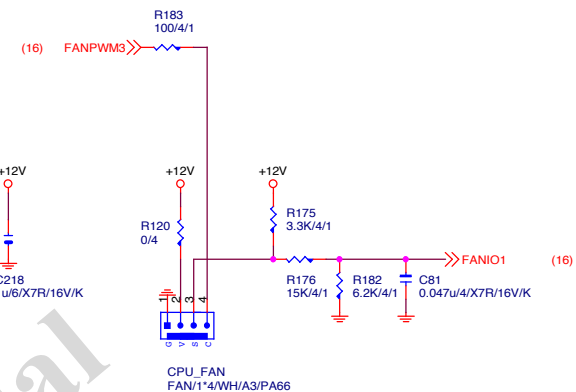 R183
100/4/1
(16) FANPWM3
+12V
+12V
+12V
R120
0/4
R175
3.3K/4/1
FANIO1 (16)
R176
15K/4/1
R182
6.2K/4/1
C81
0.047u/4/X7R/16V/K
C218
1u/6/X7R/16V/K
1 2 3 4
G V S C
CPU_FAN
FAN/1*4/WH/A3/PA66